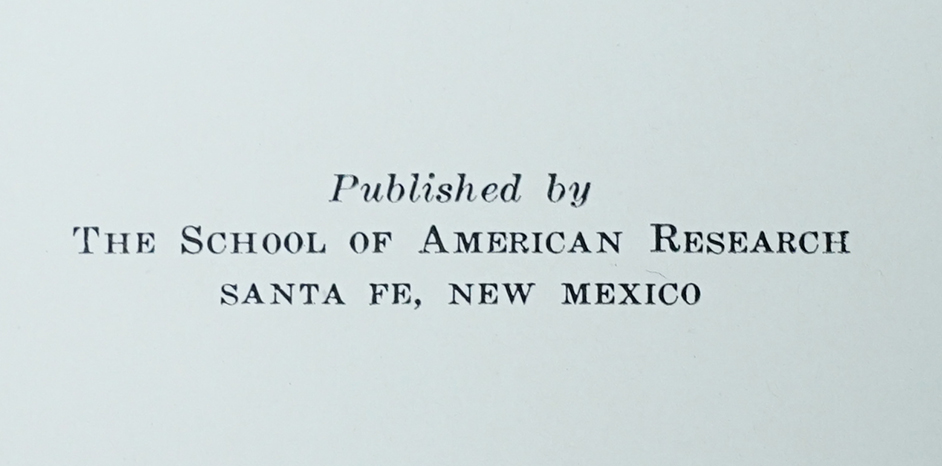 Published by
THE SCHOOL OF AMERICAN RESEARCH
SANTA FE, NEW MEXICO